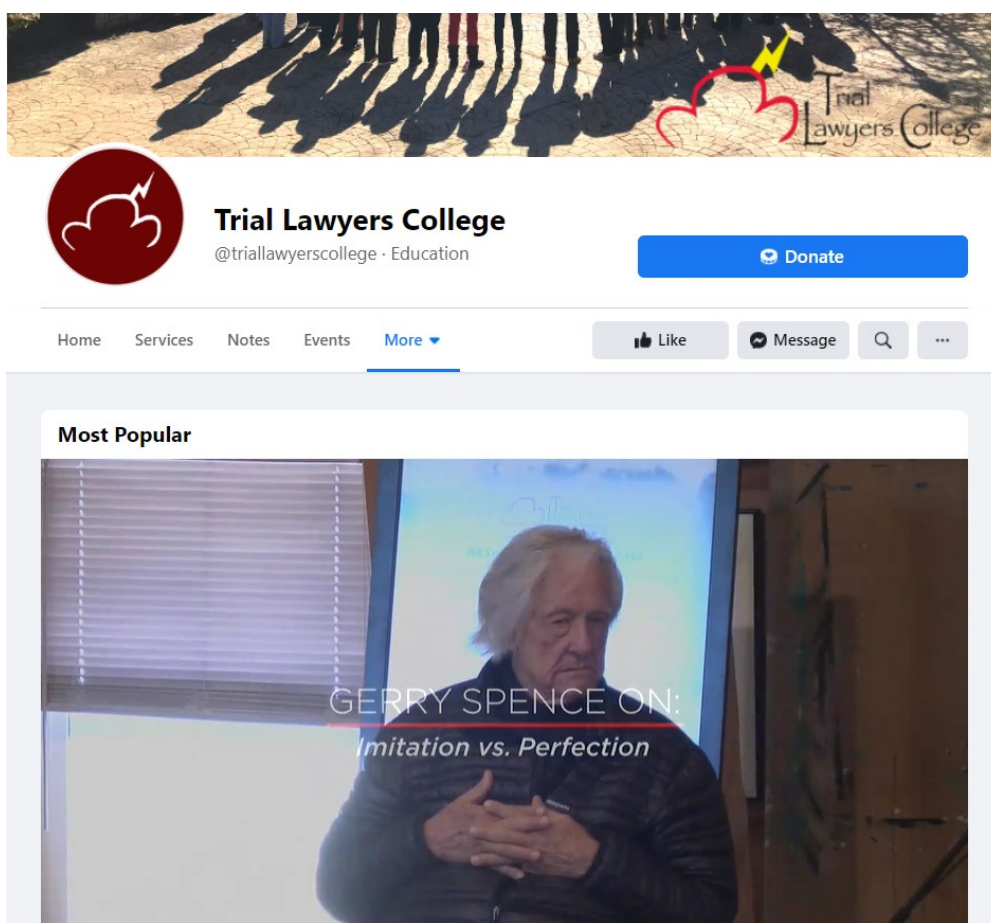 Trial
Lawyers College
Trial Lawyers College
@triallawyerscollege · Education
Donate
Home
Services
Notes
Events
More
Like
Message
Most Popular
GERRY SPENCE ON:
Imitation vs. Perfection